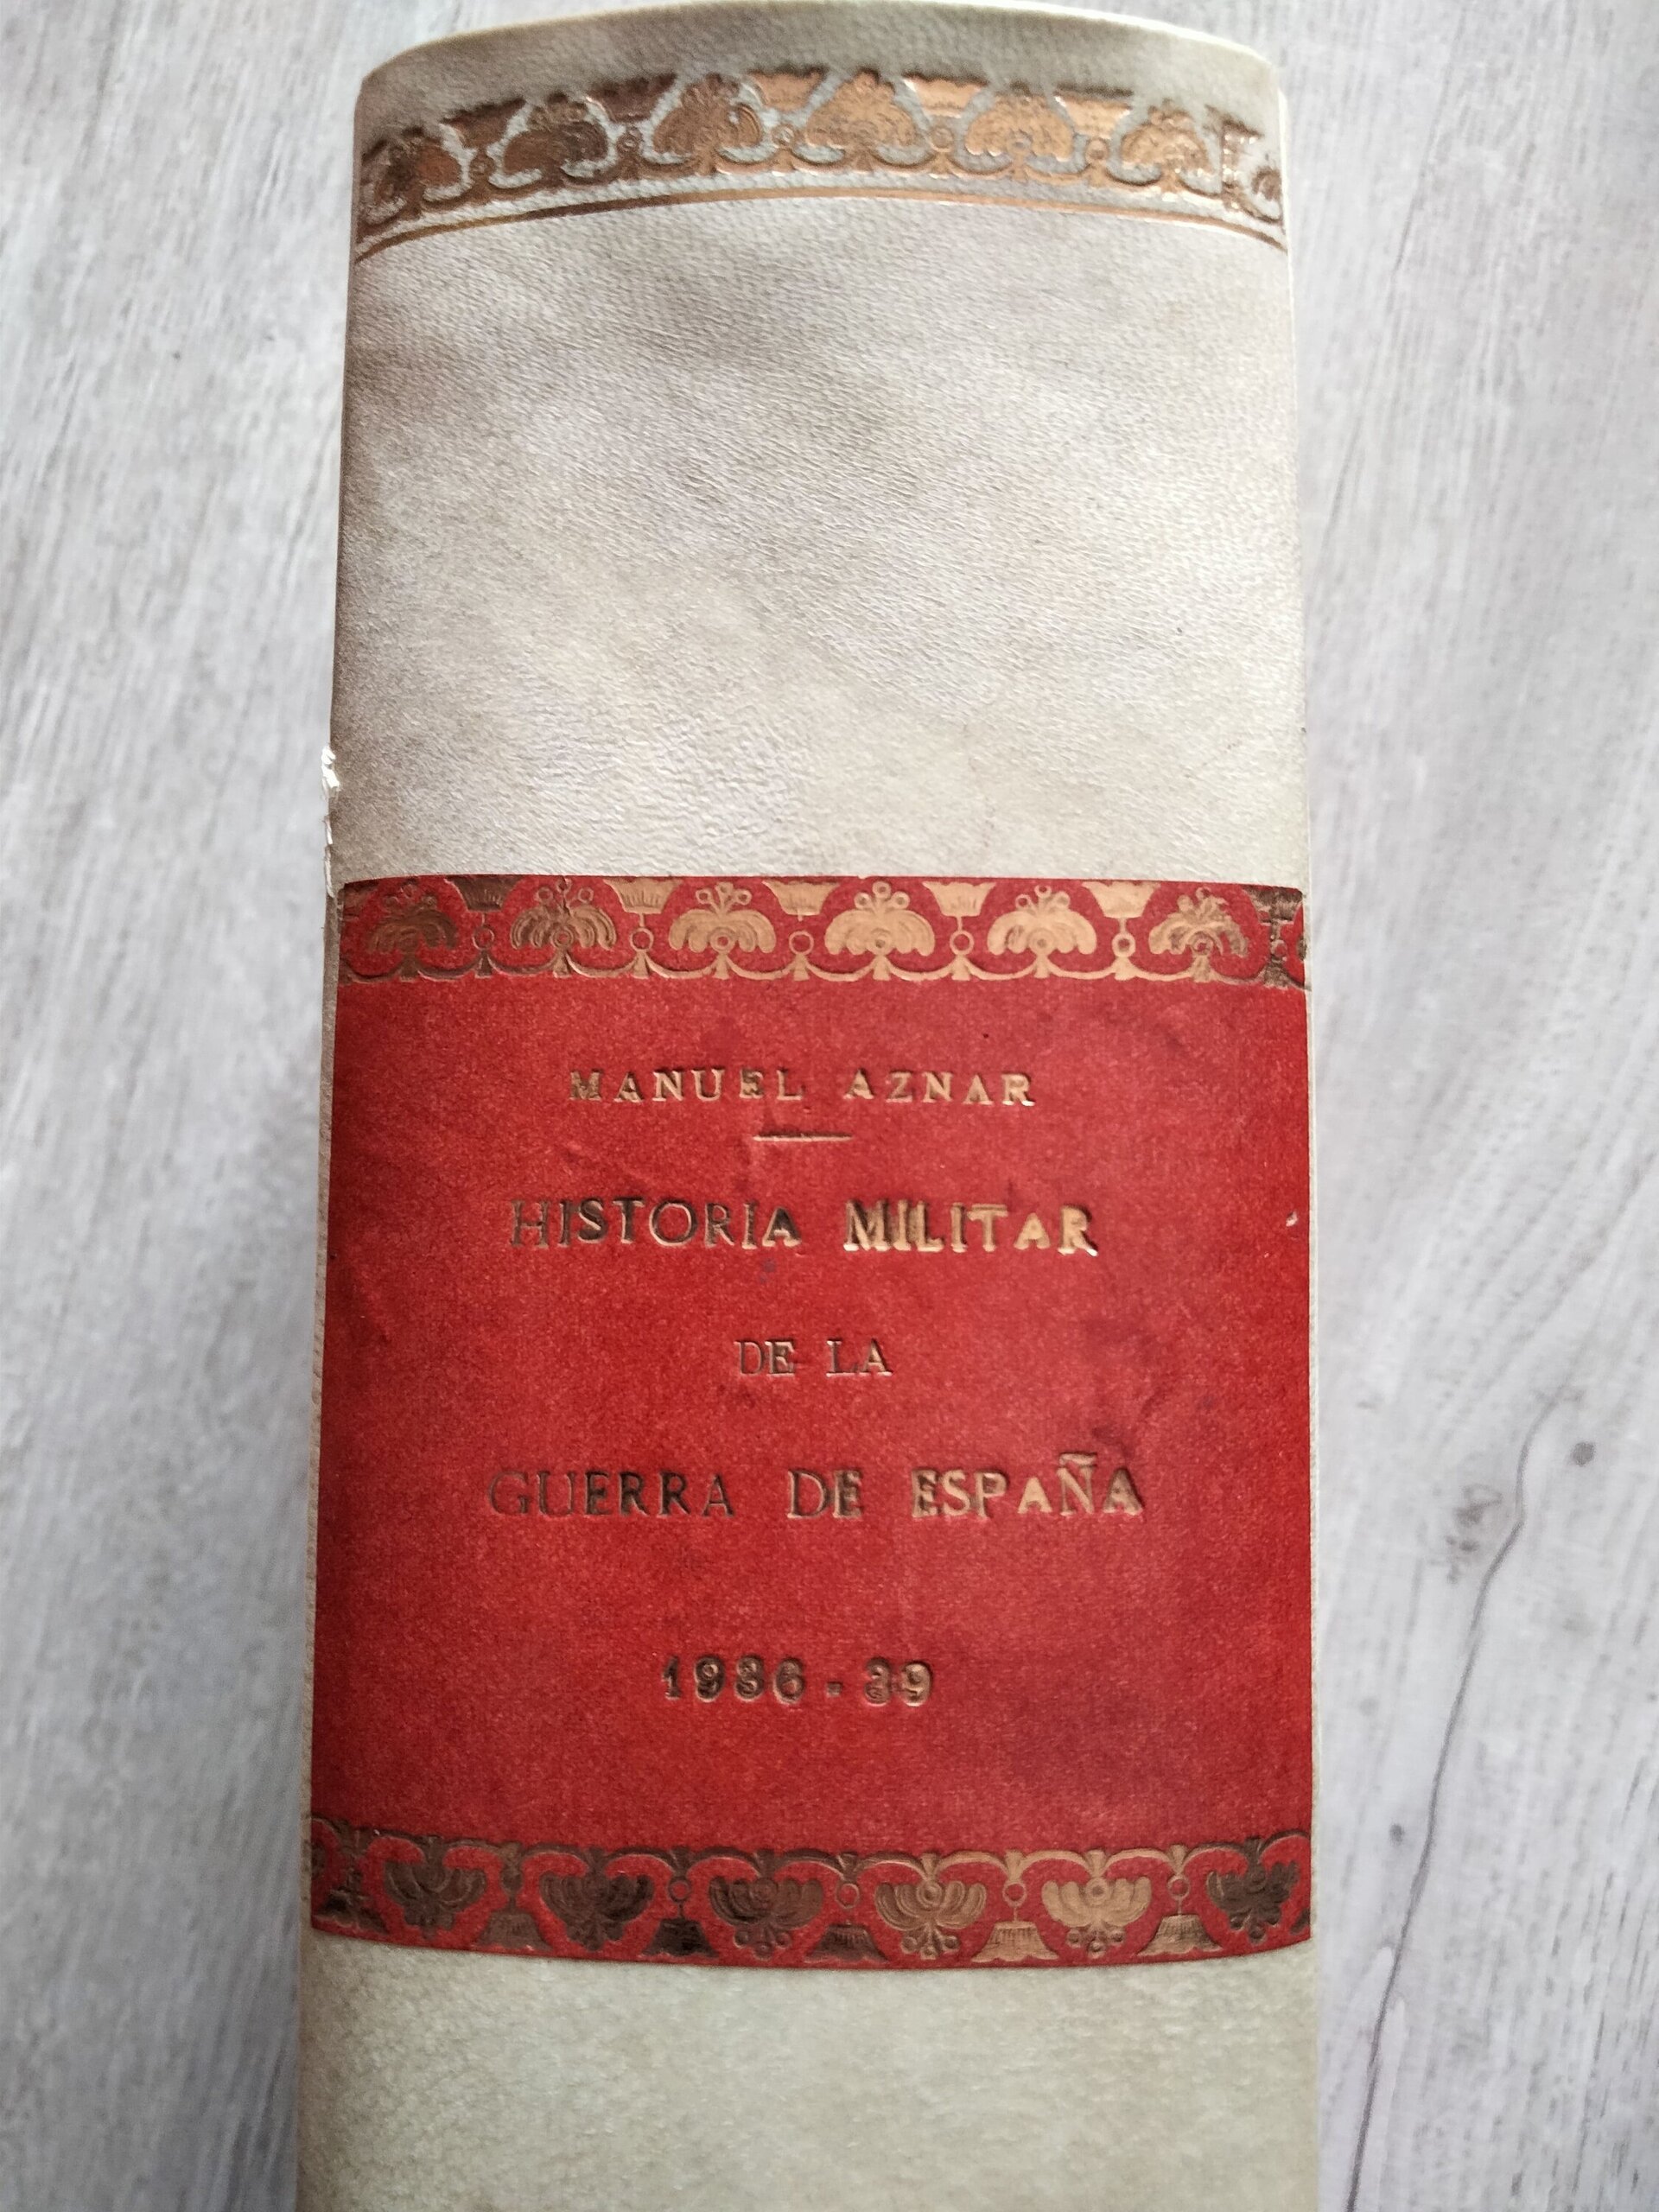 MANUEL AZNAR
HISTORIA MILITAR
DE LA
GUERRA DE ESPAÑA
1936-39